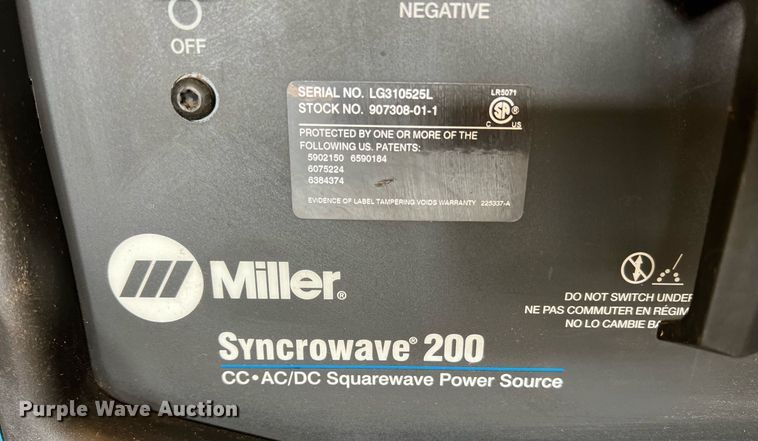 NEGATIVE
OFF
SERIAL NO. LG310525L
STOCK NO. 907308-01-1
LR5071
C US
PROTECTED BY ONE OR MORE OF THE
FOLLOWING US. PATENTS:
5902150 6590184
6075224
6384374
EVIDENCE OF LABEL TAMPERING VOIDS WARRANTY 225337-A
Miller®
DO NOT SWITCH UNDER
NE PAS COMMUTER EN RÉGIM
NO LO CAMBIE BA
Syncrowave® 200
CC•AC/DC Squarewave Power Source
Purple Wave Auction